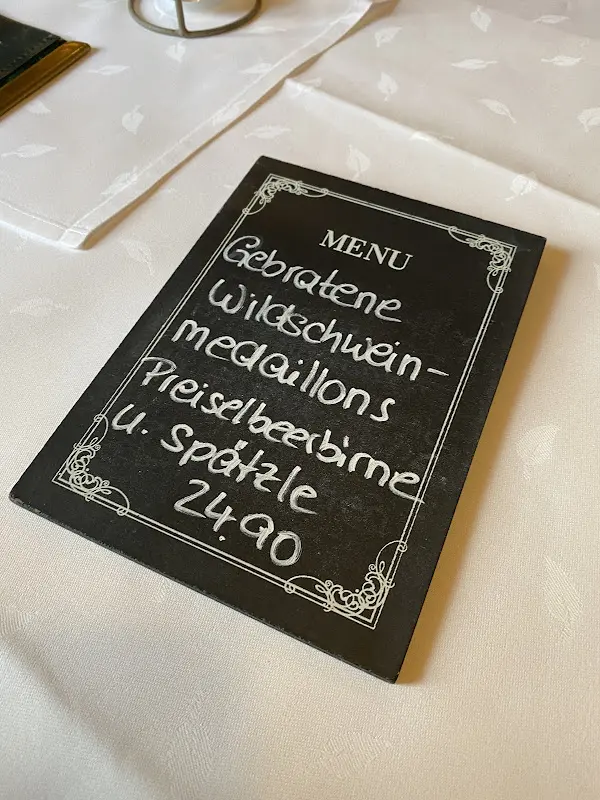 MENU
Gebratene
Wildschwein-
medaillons
Preiselbeerbirne
u. Spätzle
24.90